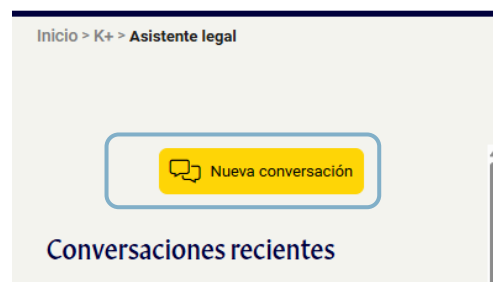 Inicio > K+ > Asistente legal
Nueva conversación
Conversaciones recientes